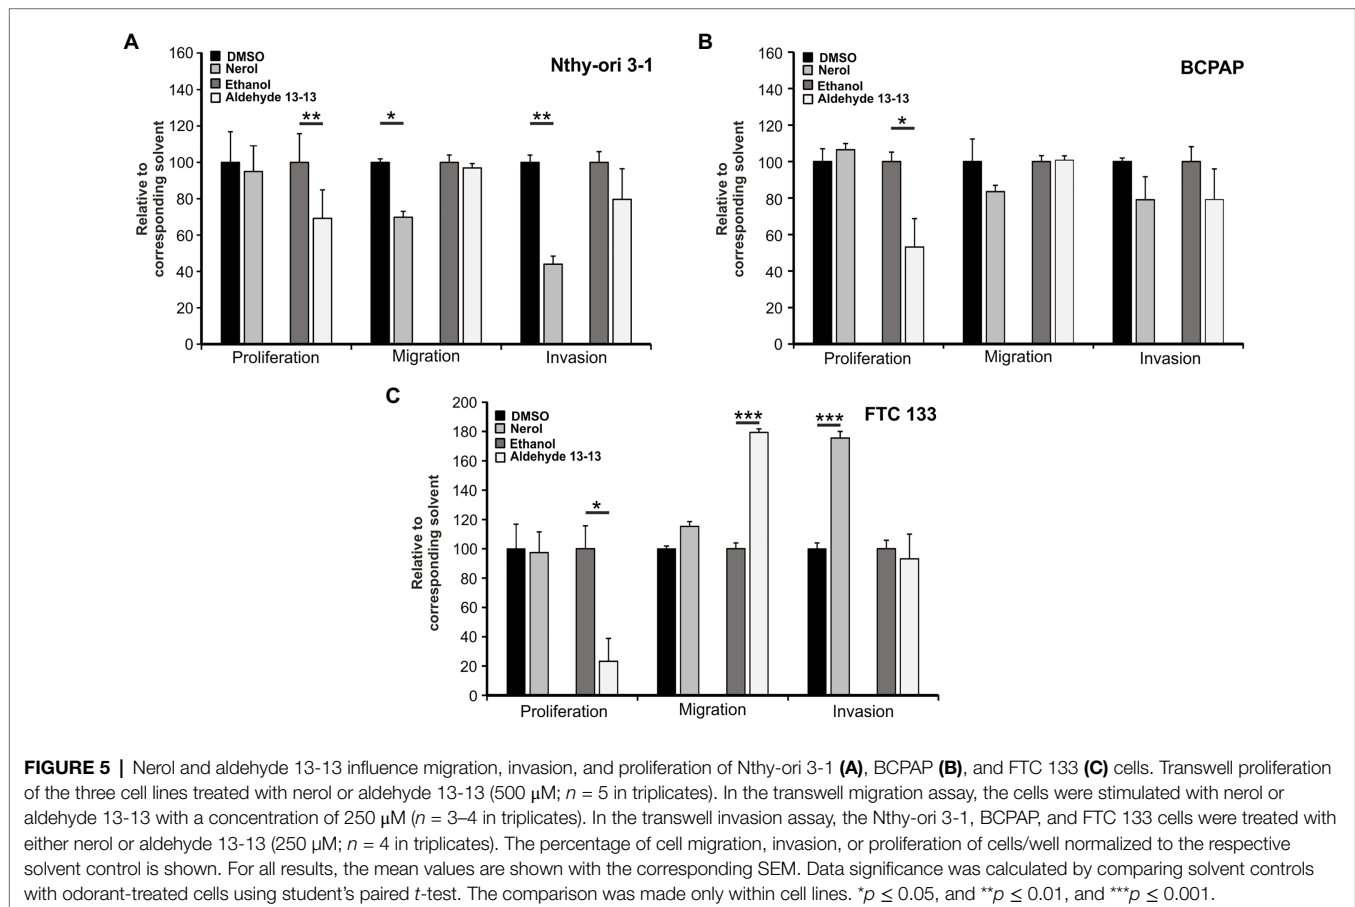 A
160
140
120
100
80
60
40
20
0
Relative to
corresponding solvent
DMSO
Nerol
Ethanol
Aldehyde 13-13
Nthy-ori 3-1
**
*
**
Proliferation
Migration
Invasion
B
160
140
120
100
80
60
40
20
0
Relative to
corresponding solvent
DMSO
Nerol
Ethanol
Aldehyde 13-13
BCPAP
*
Proliferation
Migration
Invasion
C
200
180
160
140
120
100
80
60
40
20
0
Relative to
corresponding solvent
DMSO
Nerol
Ethanol
Aldehyde 13-13
FTC 133
*
***
***
Proliferation
Migration
Invasion
FIGURE 5 | Nerol and aldehyde 13-13 influence migration, invasion, and proliferation of Nthy-ori 3-1 (A), BCPAP (B), and FTC 133 (C) cells. Transwell proliferation
of the three cell lines treated with nerol or aldehyde 13-13 (500 μM; n = 5 in triplicates). In the transwell migration assay, the cells were stimulated with nerol or
aldehyde 13-13 with a concentration of 250 μM (n = 3–4 in triplicates). In the transwell invasion assay, the Nthy-ori 3-1, BCPAP, and FTC 133 cells were treated with
either nerol or aldehyde 13-13 (250 μM; n = 4 in triplicates). The percentage of cell migration, invasion, or proliferation of cells/well normalized to the respective
solvent control is shown. For all results, the mean values are shown with the corresponding SEM. Data significance was calculated by comparing solvent controls
with odorant-treated cells using student's paired t-test. The comparison was made only within cell lines. *p ≤ 0.05, and **p ≤ 0.01, and ***p ≤ 0.001.